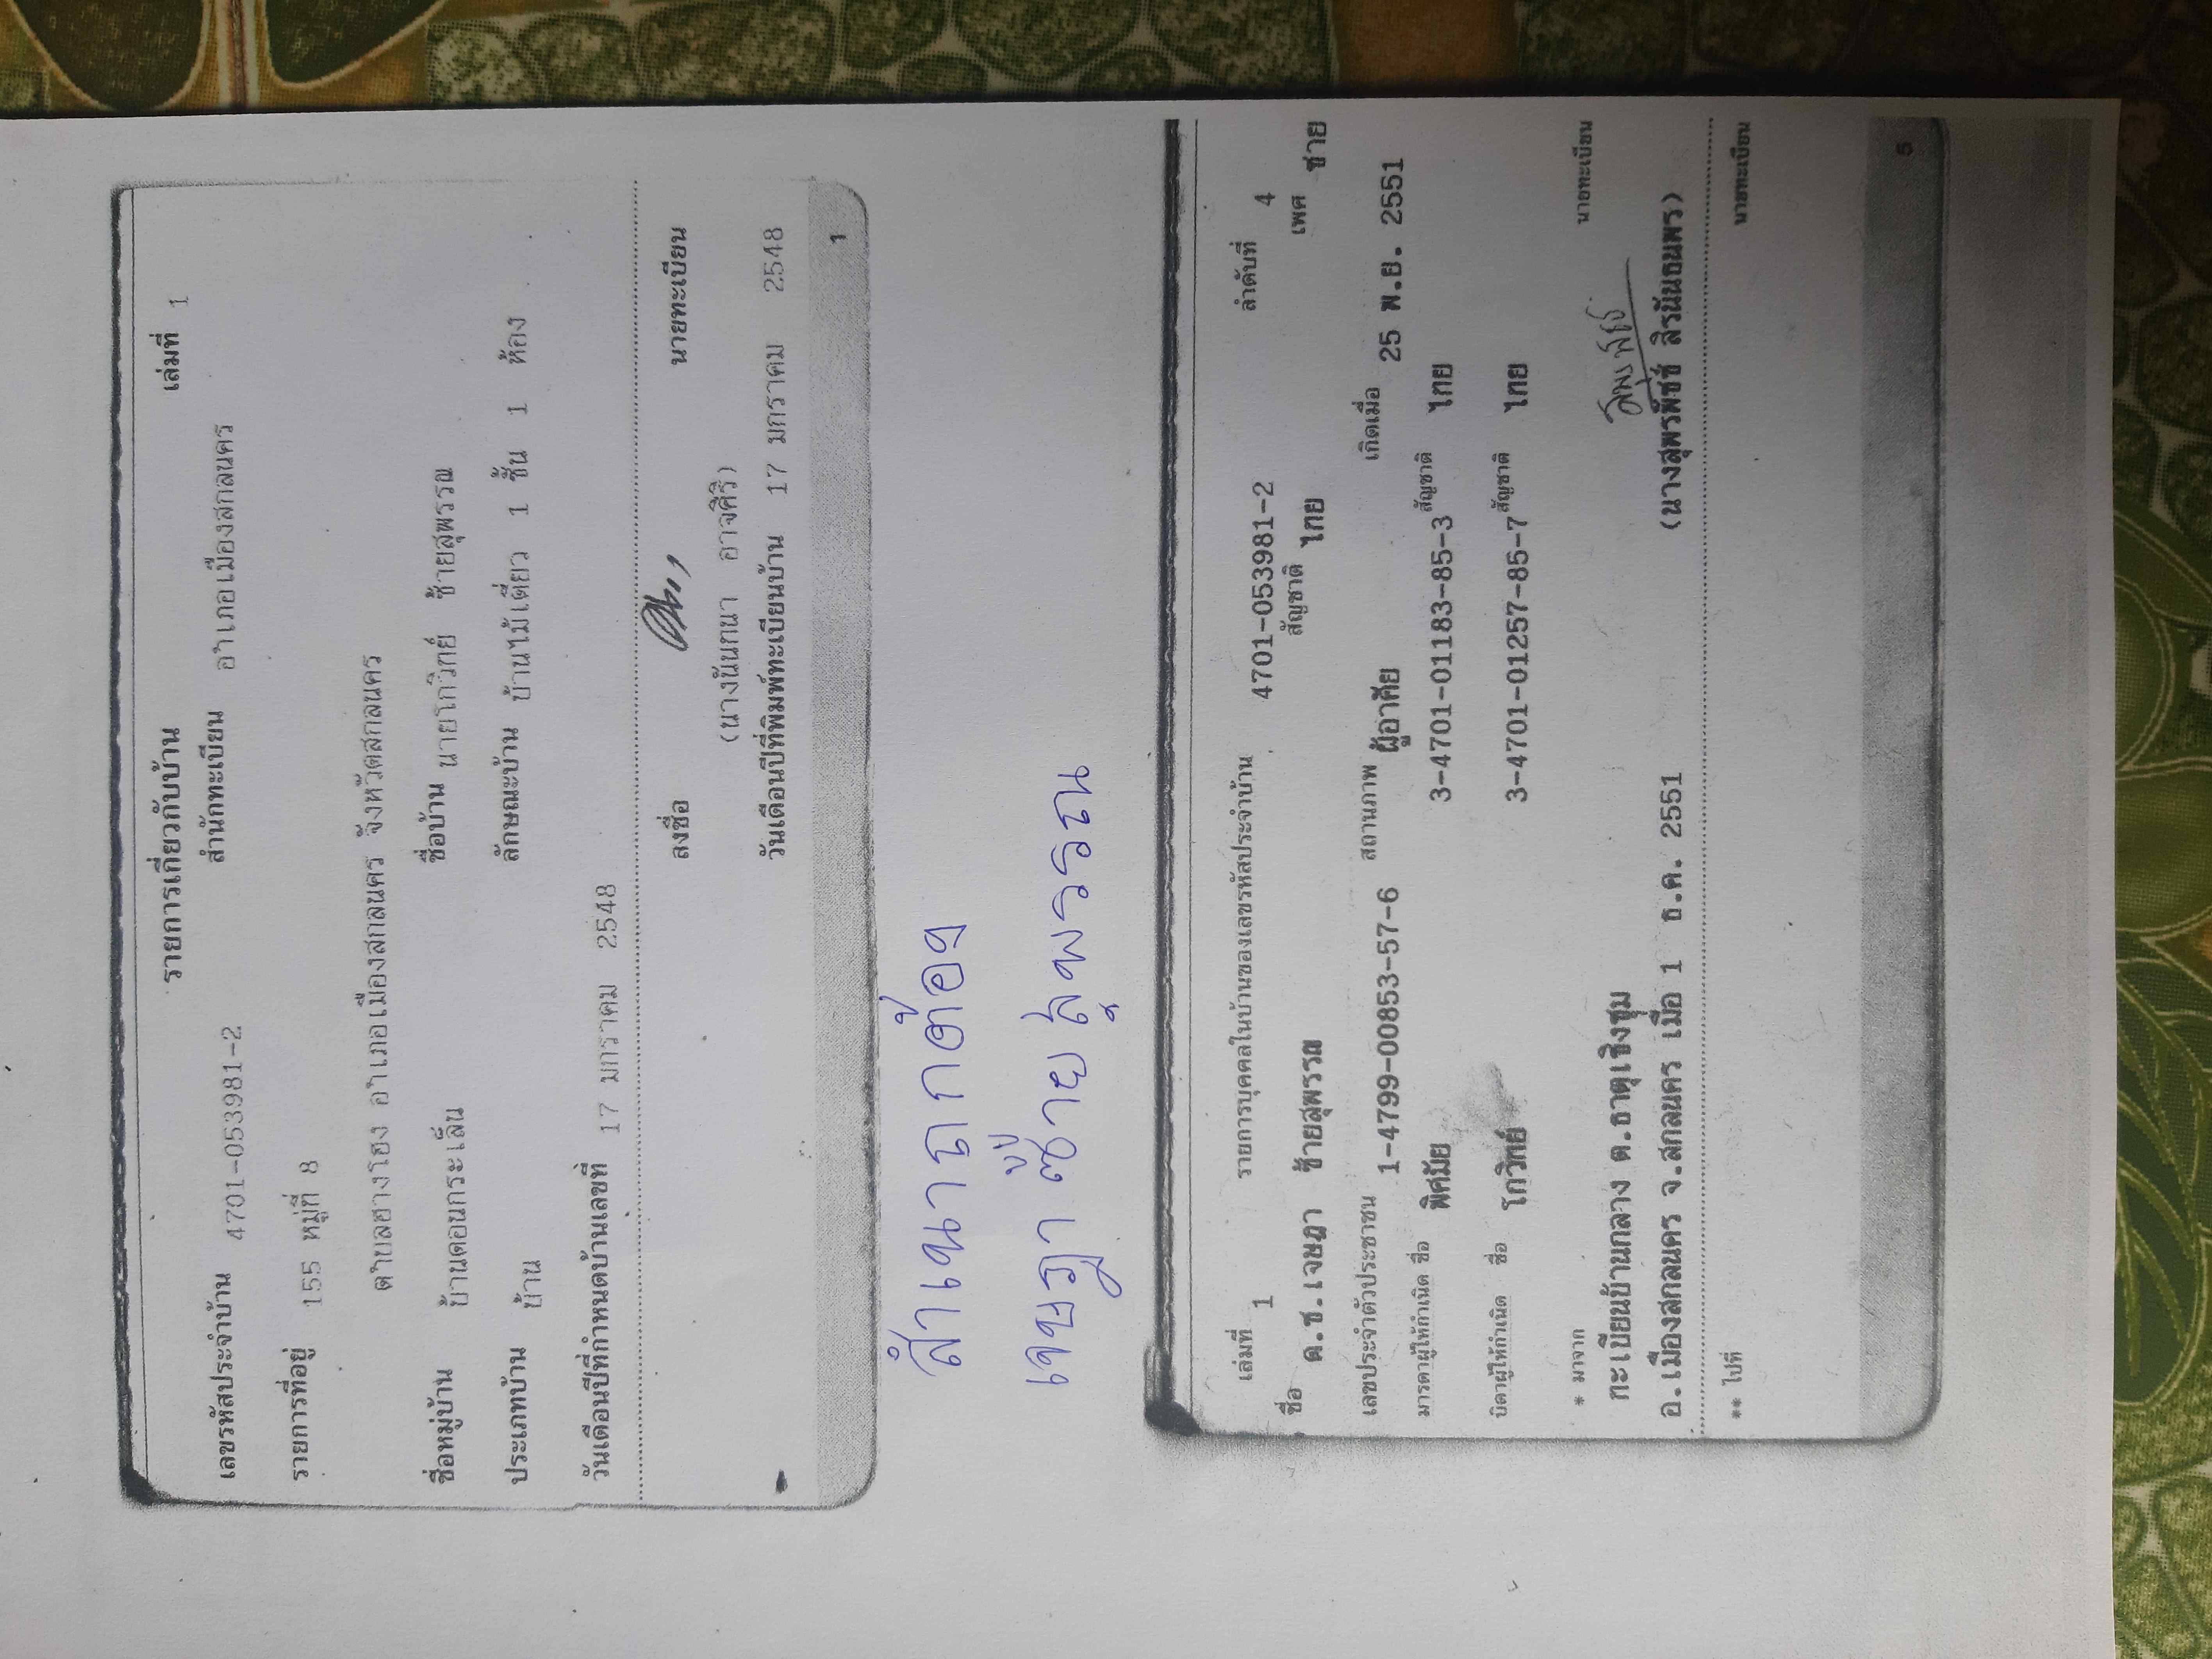 รายการเกี่ยวกับบ้าน เล่มที่ 1
เลขรหัสประจำบ้าน 4701-053981-2 สำนักทะเบียน อำเภอเมืองสกลนคร
รายการที่อยู่ 155 หมู่ที่ 8
ตำบลฮางโฮง อำเภอเมืองสกลนคร จังหวัดสกลนคร
ชื่อหมู่บ้าน บ้านดอนกระเล็น ชื่อบ้าน นายโกวิทย์ ซ้ายสุพรรณ
ประเภทบ้าน บ้าน ลักษณะบ้าน บ้านไม้เดี่ยว 1 ชั้น 1 ห้อง
วันเดือนปีที่กำหนดบ้านเลขที่ 17 มกราคม 2548
ลงชื่อ นายทะเบียน
(นางนันทนา อาจศิริ)
วันเดือนปีที่พิมพ์ทะเบียนบ้าน 17 มกราคม 2548
1
สำเนาถูกต้อง
เจษฎา ซ้ายสุพรรณ
เล่มที่ 1 รายการบุคคลในบ้านของเลขรหัสประจำบ้าน 4701-053981-2 ลำดับที่ 4
ชื่อ ด.ช.เจษฎา ซ้ายสุพรรณ สัญชาติ ไทย เพศ ชาย
เลขประจำตัวประชาชน 1-4799-00853-57-6 สถานภาพ ผู้อาศัย เกิดเมื่อ 25 พ.ย. 2551
มารดาผู้ให้กำเนิด ชื่อ พิศมัย 3-4701-01183-85-3 สัญชาติ ไทย
บิดาผู้ให้กำเนิด ชื่อ โกวิทย์ 3-4701-01257-85-7 สัญชาติ ไทย
* มาจาก
ทะเบียนบ้านกลาง ต.ธาตุเชิงชุม นายทะเบียน
อ.เมืองสกลนคร จ.สกลนคร เมื่อ 1 ธ.ค. 2551 (นางสุรพิชช์ สิรนันธนพร)
** ไปที่ นายทะเบียน
5